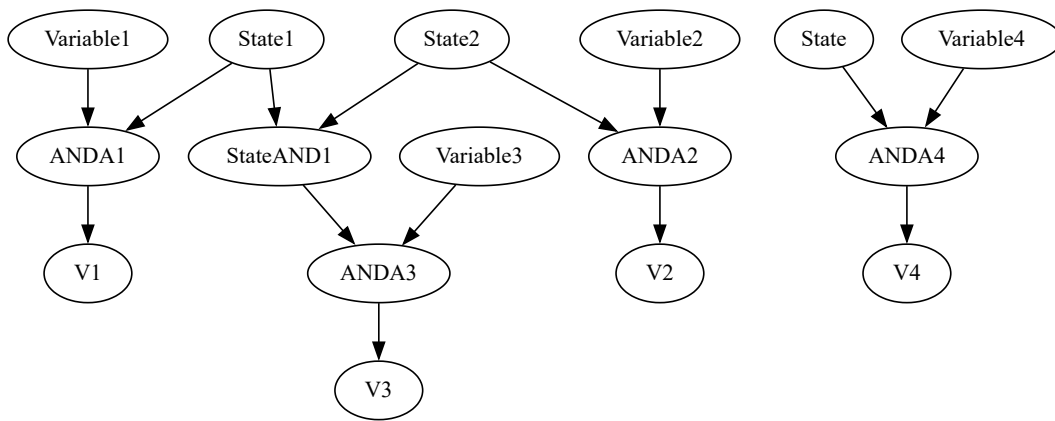 Variable1
State1
State2
Variable2
State
Variable4
ANDA1
StateAND1
Variable3
ANDA2
ANDA4
V1
ANDA3
V2
V4
V3